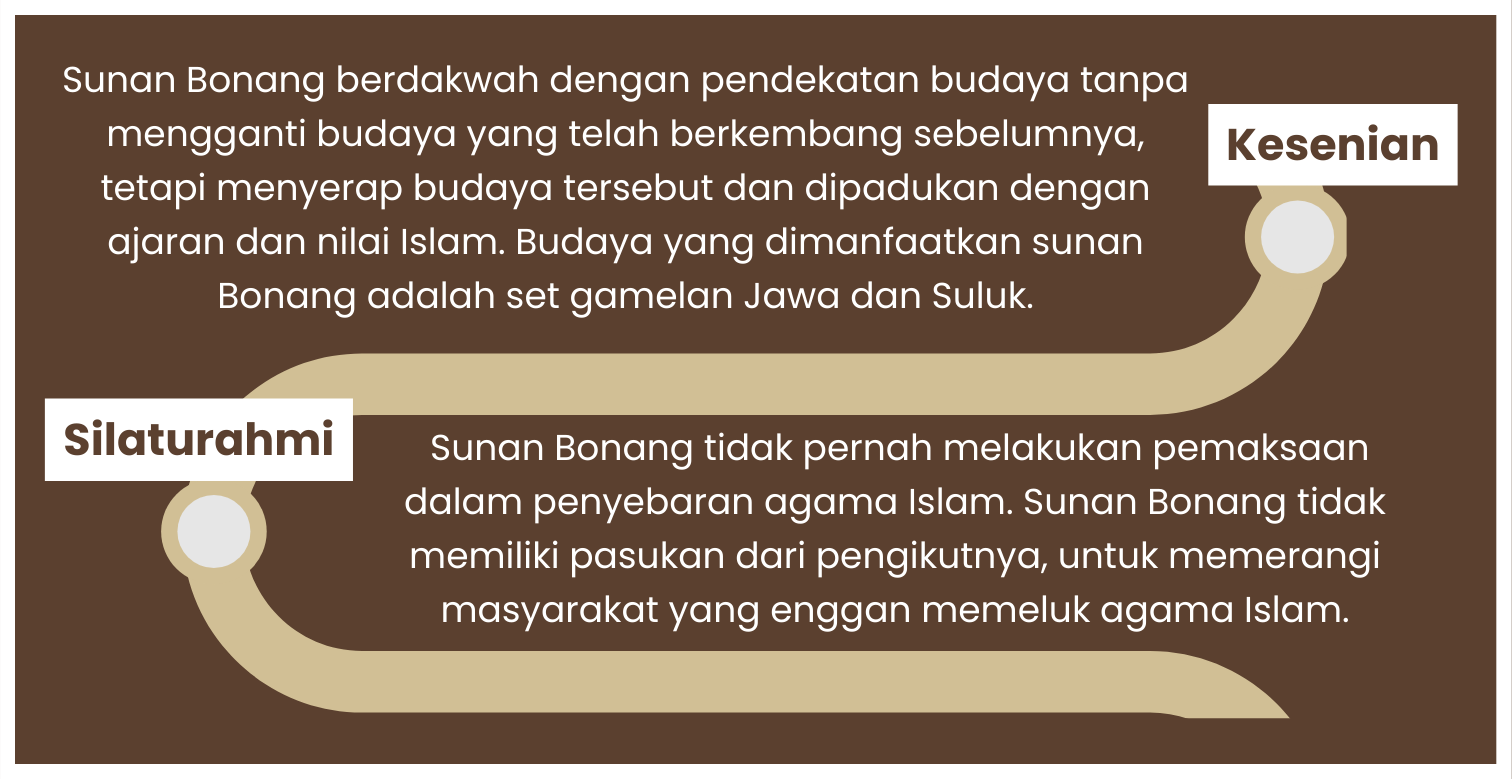 Sunan Bonang berdakwah dengan pendekatan budaya tanpa
mengganti budaya yang telah berkembang sebelumnya,
tetapi menyerap budaya tersebut dan dipadukan dengan
ajaran dan nilai Islam. Budaya yang dimanfaatkan sunan
Bonang adalah set gamelan Jawa dan Suluk.
Kesenian
Silaturahmi
Sunan Bonang tidak pernah melakukan pemaksaan
dalam penyebaran agama Islam. Sunan Bonang tidak
memiliki pasukan dari pengikutnya, untuk memerangi
masyarakat yang enggan memeluk agama Islam.